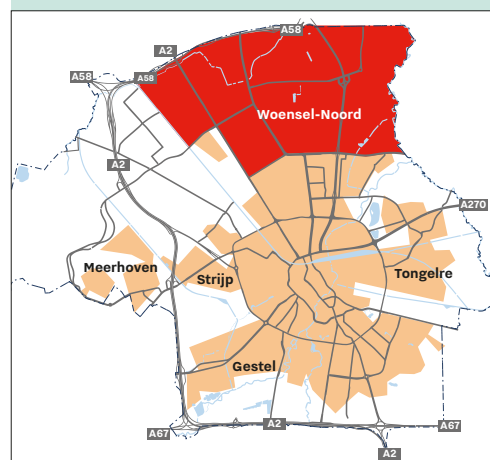 A58
A2
A58
A58
Woensel-Noord
A2
A270
Meerhoven
Strijp
Tongelre
Gestel
A67
A2
A67
A2